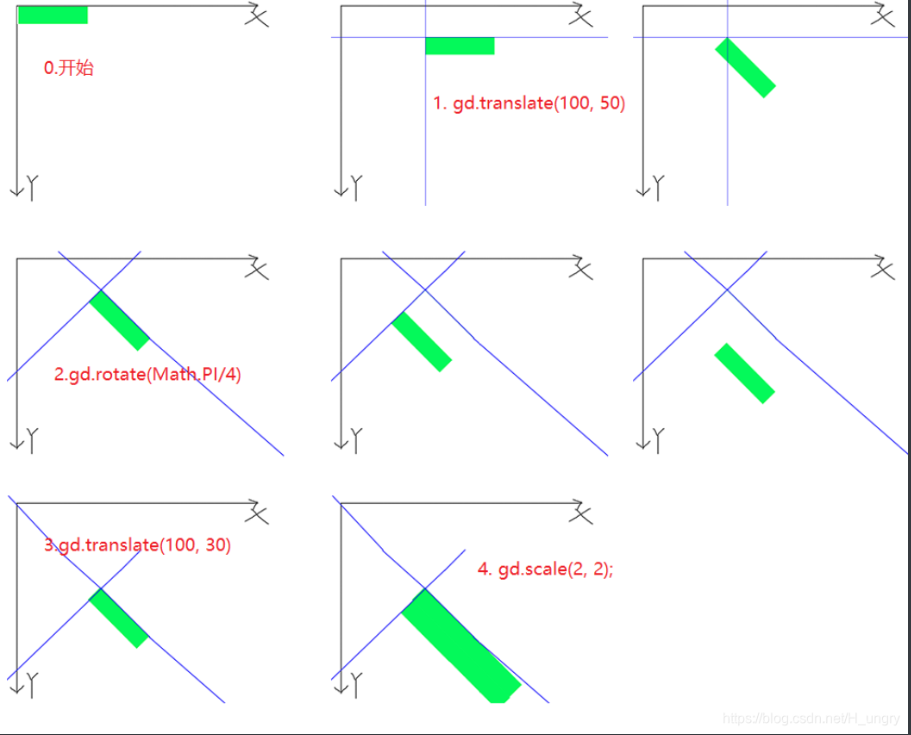 X
Y
0.开始
X
Y
1. gd.translate(100, 50)
X
Y
X
Y
2.gd.rotate(Math.PI/4)
X
Y
X
Y
X
Y
3.gd.translate(100, 30)
X
Y
4. gd.scale(2, 2);
https://blog.csdn.net/H_ungry